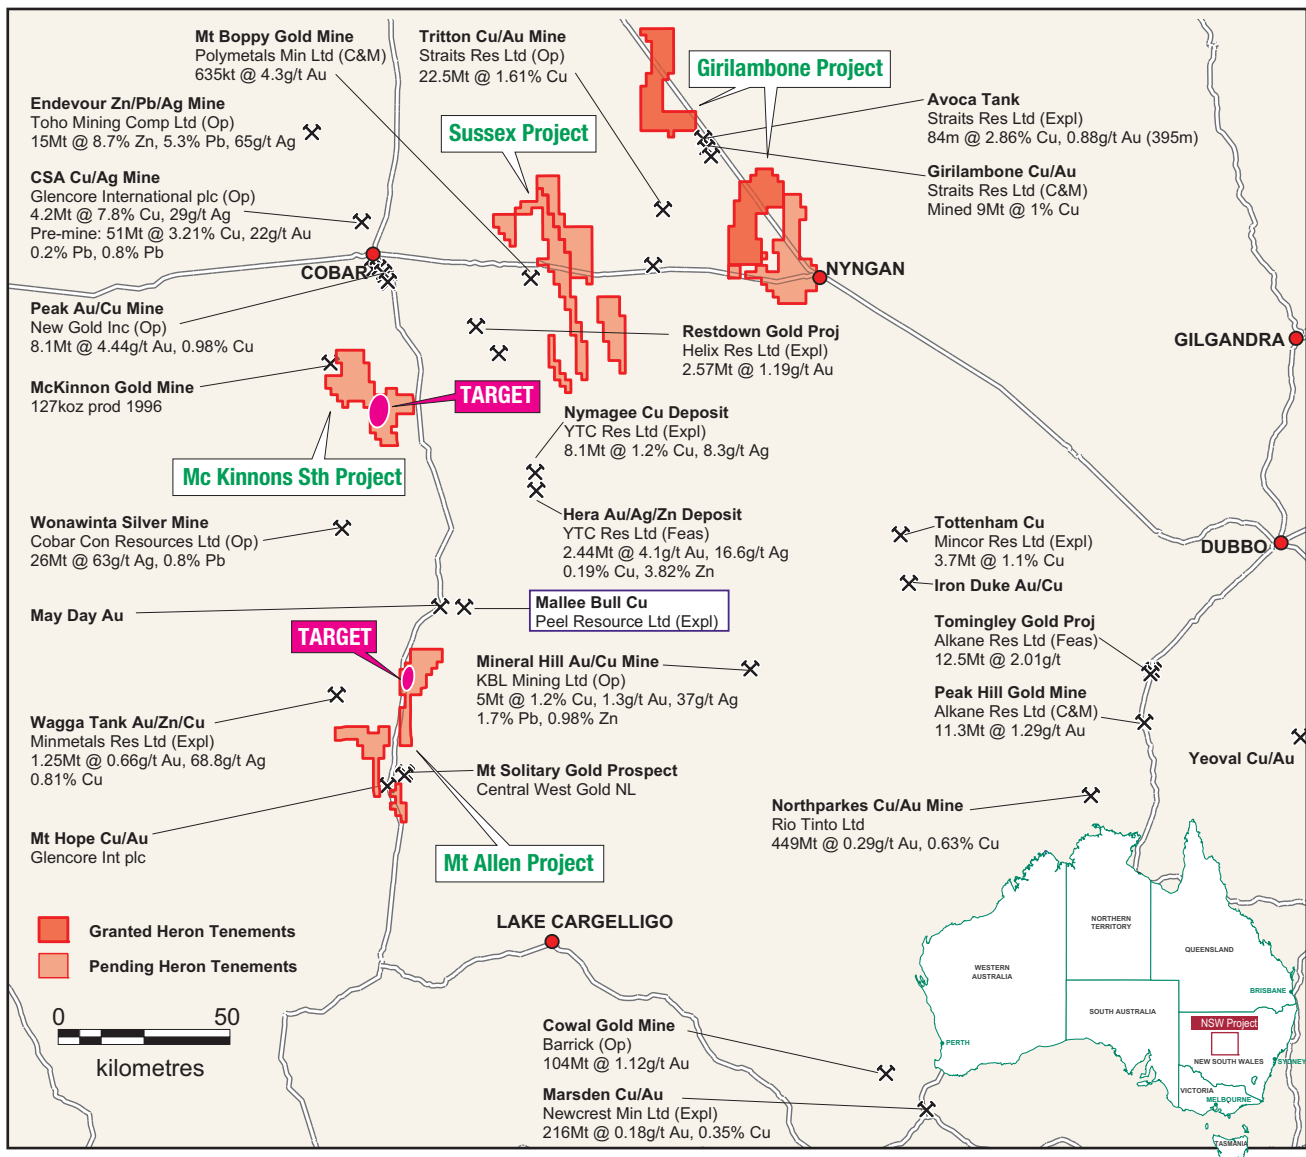 Mt Boppy Gold Mine
Polymetals Min Ltd (C&M)
635kt @ 4.3g/t Au
Tritton Cu/Au Mine
Straits Res Ltd (Op)
22.5Mt @ 1.61% Cu
Girilambone Project
Endevour Zn/Pb/Ag Mine
Toho Mining Comp Ltd (Op)
15Mt @ 8.7% Zn, 5.3% Pb, 65g/t Ag
Sussex Project
Avoca Tank
Straits Res Ltd (Expl)
84m @ 2.86% Cu, 0.88g/t Au (395m)
CSA Cu/Ag Mine
Glencore International plc (Op)
4.2Mt @ 7.8% Cu, 29g/t Ag
Pre-mine: 51Mt @ 3.21% Cu, 22g/t Au
0.2% Pb, 0.8% Pb
Girilambone Cu/Au
Straits Res Ltd (C&M)
Mined 9Mt @ 1% Cu
COBAR
NYNGAN
Peak Au/Cu Mine
New Gold Inc (Op)
8.1Mt @ 4.44g/t Au, 0.98% Cu
Restdown Gold Proj
Helix Res Ltd (Expl)
2.57Mt @ 1.19g/t Au
GILGANDRA
McKinnon Gold Mine
127koz prod 1996
TARGET
Nymagee Cu Deposit
YTC Res Ltd (Expl)
8.1Mt @ 1.2% Cu, 8.3g/t Ag
Mc Kinnons Sth Project
Wonawinta Silver Mine
Cobar Con Resources Ltd (Op)
26Mt @ 63g/t Ag, 0.8% Pb
Hera Au/Ag/Zn Deposit
YTC Res Ltd (Feas)
2.44Mt @ 4.1g/t Au, 16.6g/t Ag
0.19% Cu, 3.82% Zn
Tottenham Cu
Mincor Res Ltd (Expl)
3.7Mt @ 1.1% Cu
DUBBO
Iron Duke Au/Cu
May Day Au
Mallee Bull Cu
Peel Resource Ltd (Expl)
TARGET
Tomingley Gold Proj
Alkane Res Ltd (Feas)
12.5Mt @ 2.01g/t
Mineral Hill Au/Cu Mine
KBL Mining Ltd (Op)
5Mt @ 1.2% Cu, 1.3g/t Au, 37g/t Ag
1.7% Pb, 0.98% Zn
Peak Hill Gold Mine
Alkane Res Ltd (C&M)
11.3Mt @ 1.29g/t Au
Wagga Tank Au/Zn/Cu
Minmetals Res Ltd (Expl)
1.25Mt @ 0.66g/t Au, 68.8g/t Ag
0.81% Cu
Yeoval Cu/Au
Mt Solitary Gold Prospect
Central West Gold NL
Northparkes Cu/Au Mine
Rio Tinto Ltd
449Mt @ 0.29g/t Au, 0.63% Cu
Mt Hope Cu/Au
Glencore Int plc
Mt Allen Project
LAKE CARGELLIGO
Granted Heron Tenements
Pending Heron Tenements
0 50
kilometres
Cowal Gold Mine
Barrick (Op)
104Mt @ 1.12g/t Au
Marsden Cu/Au
Newcrest Min Ltd (Expl)
216Mt @ 0.18g/t Au, 0.35% Cu
NORTHERN
TERRITORY
QUEENSLAND
WESTERN
AUSTRALIA
BRISBANE
SOUTH AUSTRALIA
NSW Project
PERTH
NEW SOUTH WALES
SYDNEY
VICTORIA
MELBOURNE
TASMANIA